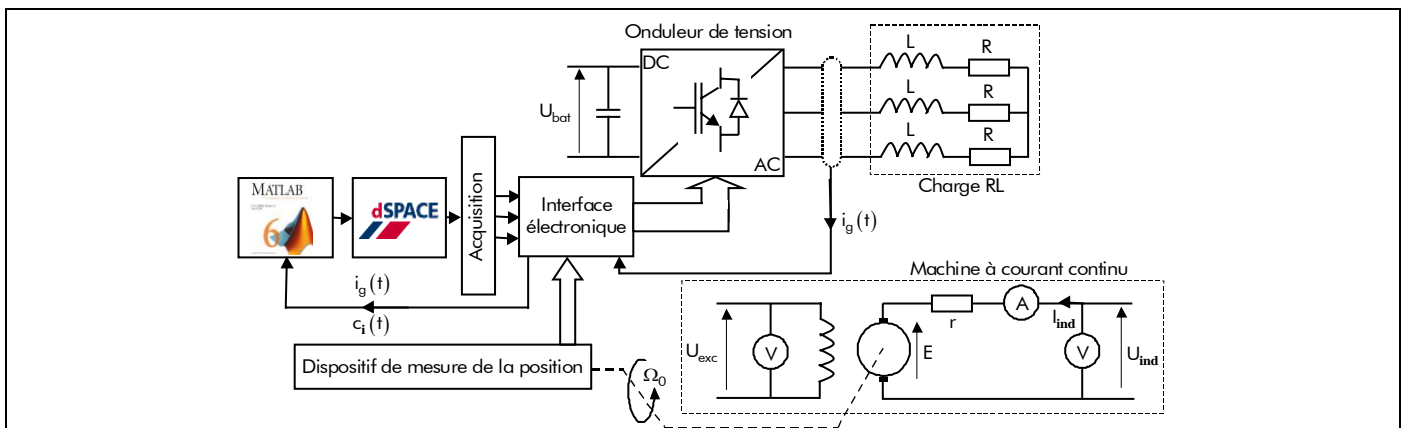 Onduleur de tension
DC
U_bat
AC
L
R
L
R
L
R
Charge RL
MATLAB
6
dSPACE
Acquisition
Interface
électronique
i_g(t)
i_g(t)
c_i(t)
Dispositif de mesure de la position
Ω_0
Machine à courant continu
U_exc
V
E
r
A
I_ind
V
U_ind